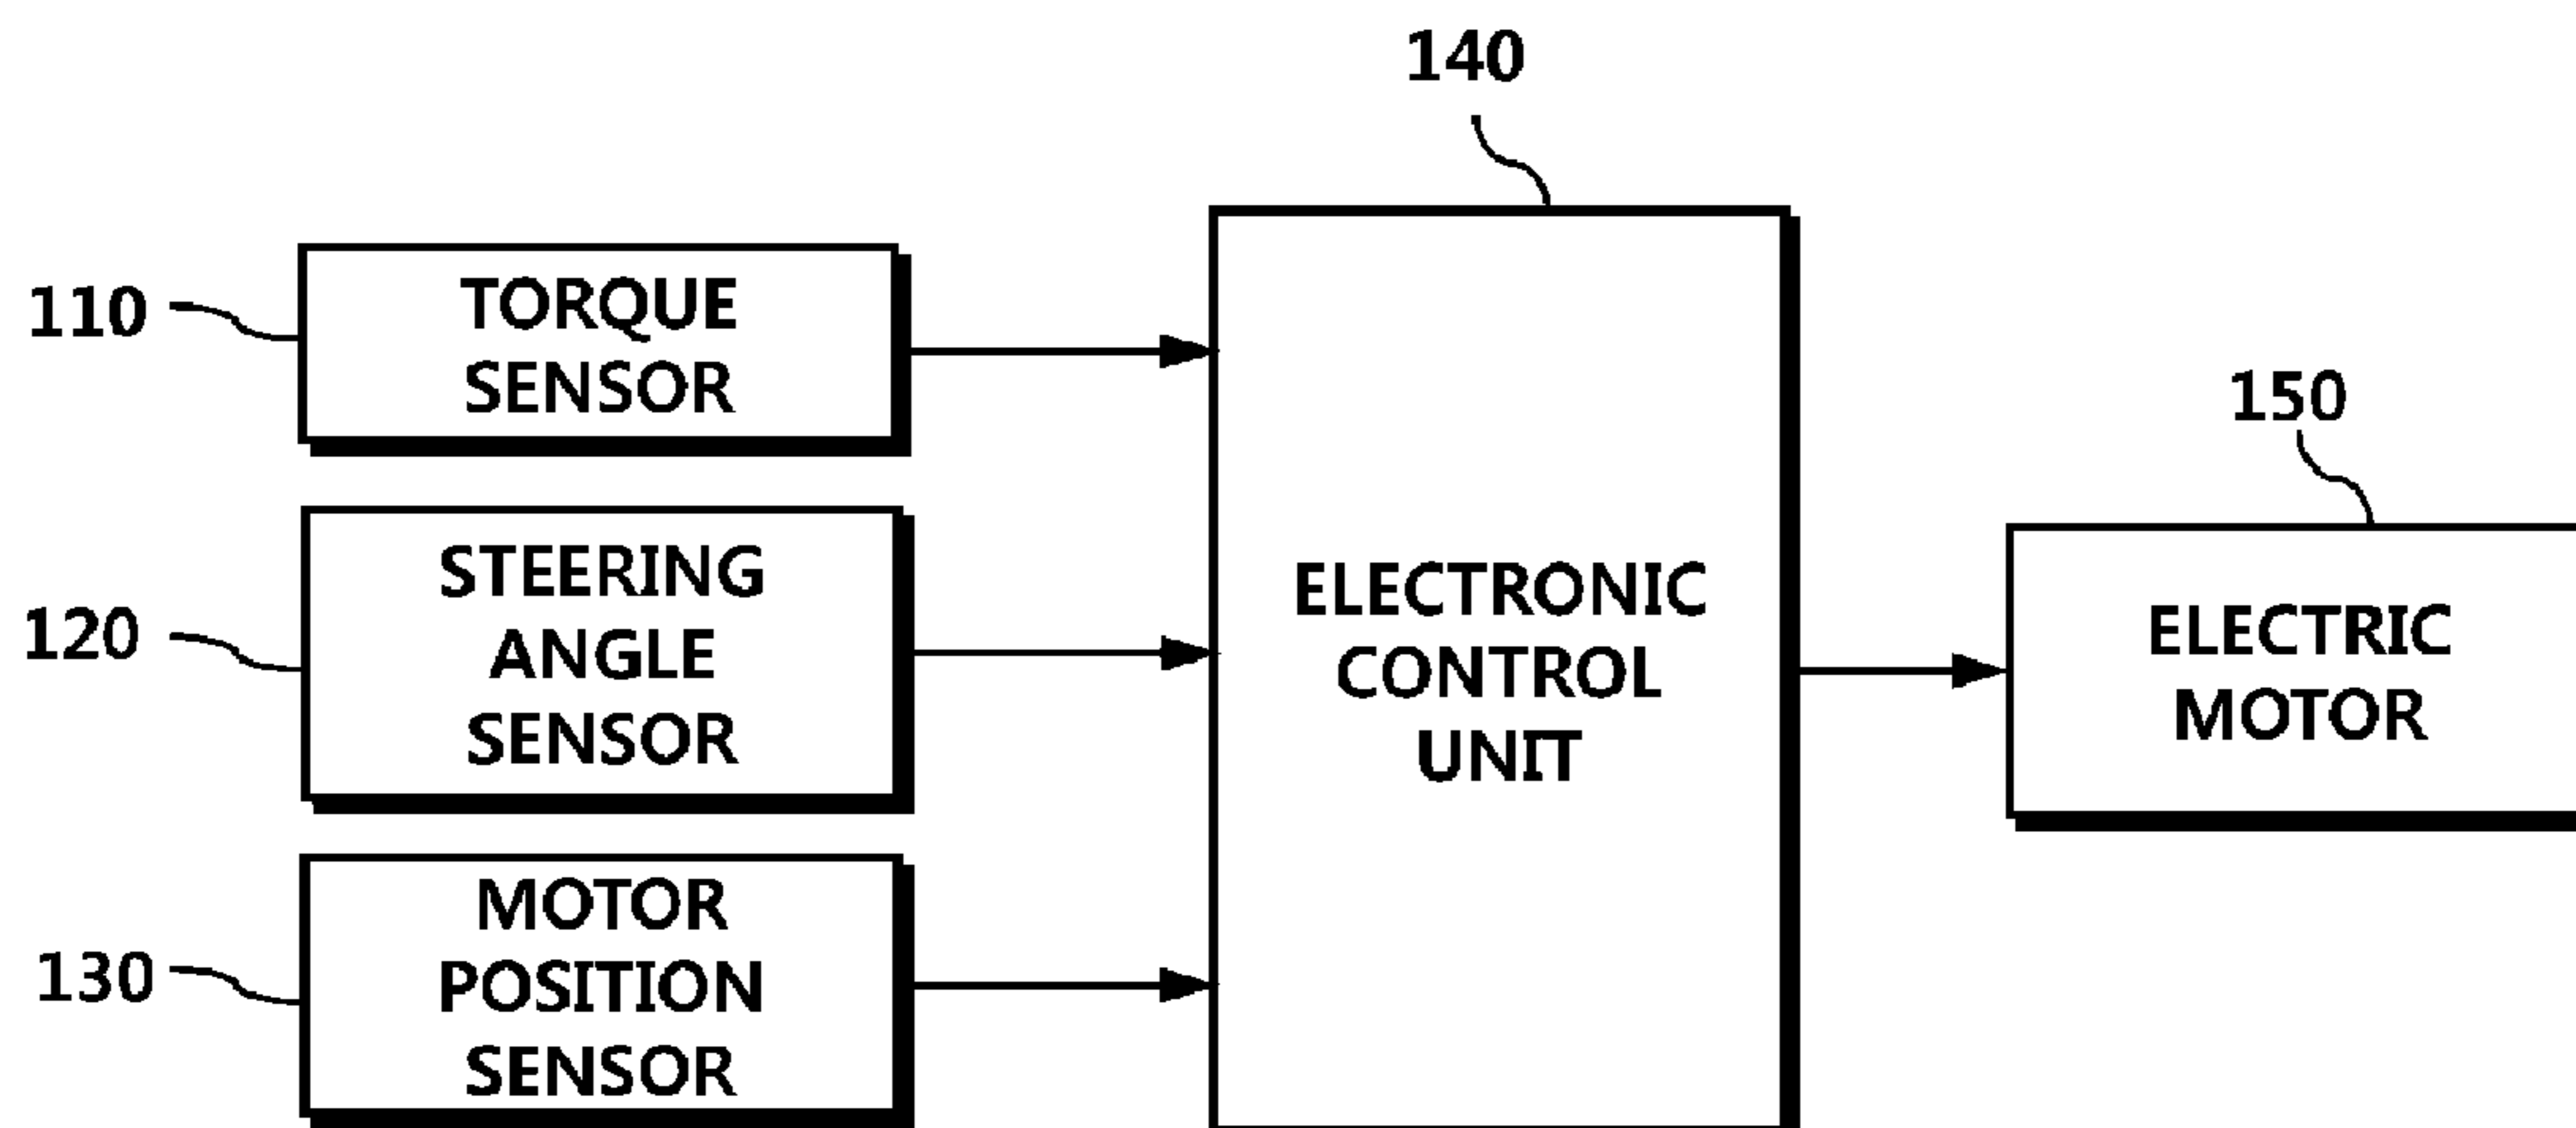 140
110
TORQUE
SENSOR
150
120
STEERING
ANGLE
SENSOR
ELECTRONIC
CONTROL
UNIT
ELECTRIC
MOTOR
130
MOTOR
POSITION
SENSOR